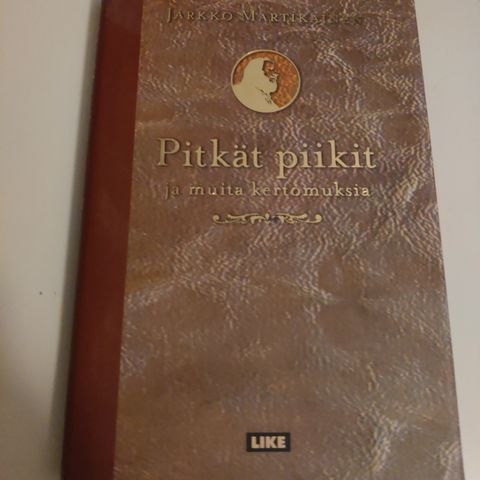 JARKKO MARTIKAINEN
Pitkät piikit
ja muita kertomuksia
LIKE